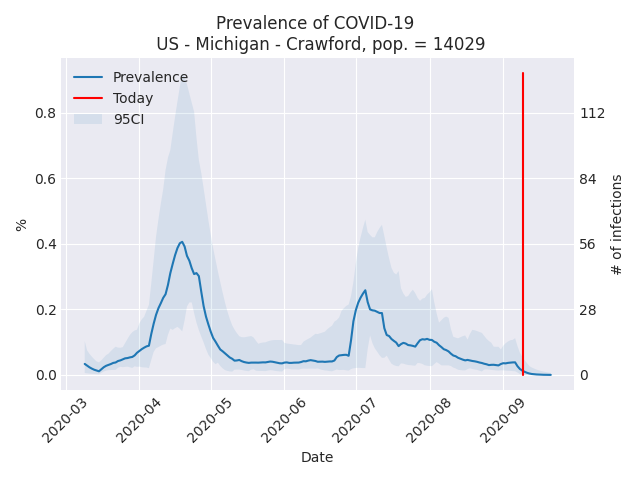 Prevalence of COVID-19
US - Michigan - Crawford, pop. = 14029
Prevalence
Today
95CI
%
0.8
0.6
0.4
0.2
0.0
112
84
56
28
0
# of infections
2020-03
2020-04
2020-05
2020-06
2020-07
2020-08
2020-09
Date